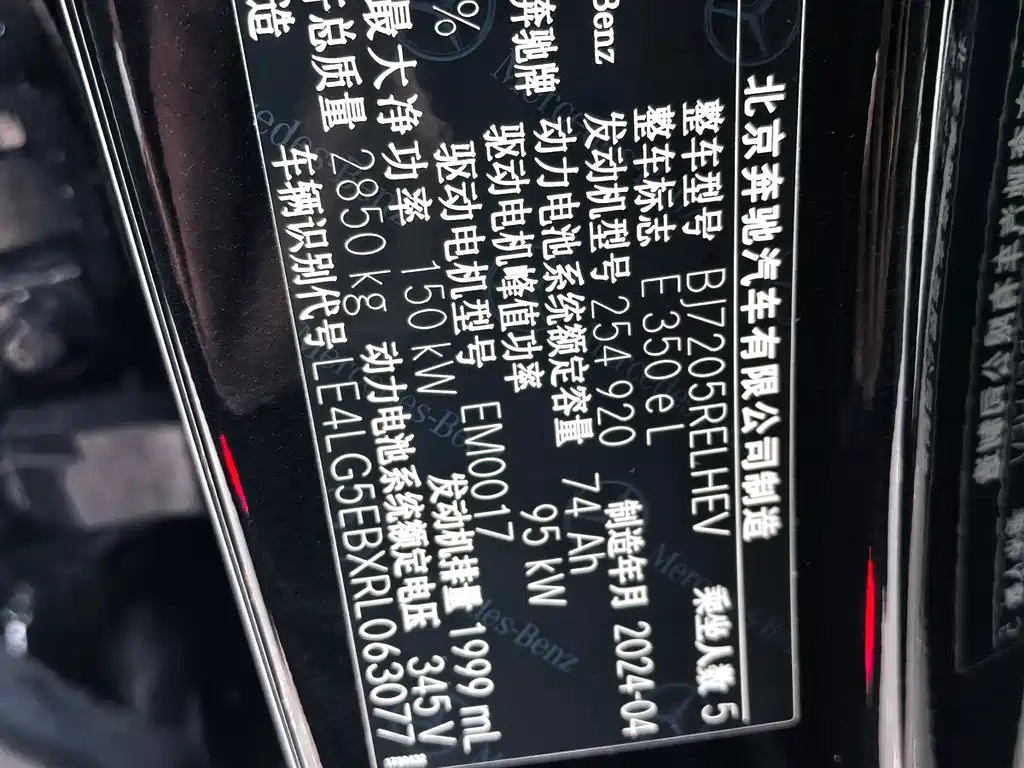 北京奔驰汽车有限公司制造
整车型号 BJ7205RELHEV 乘坐人数 5
整车标志 E 350 e L
发动机型号 254 920 制造年月 2024-04
动力电池系统额定容量 74 Ah
驱动电机峰值功率 95 kW
驱动电机型号 EM0017 发动机排量 1999 mL
最大净功率 150 kW 动力电池系统额定电压 345 V
总质量 2850 kg
车辆识别代号 LE4LG5EBXRL063077
Benz
奔驰牌
%
造